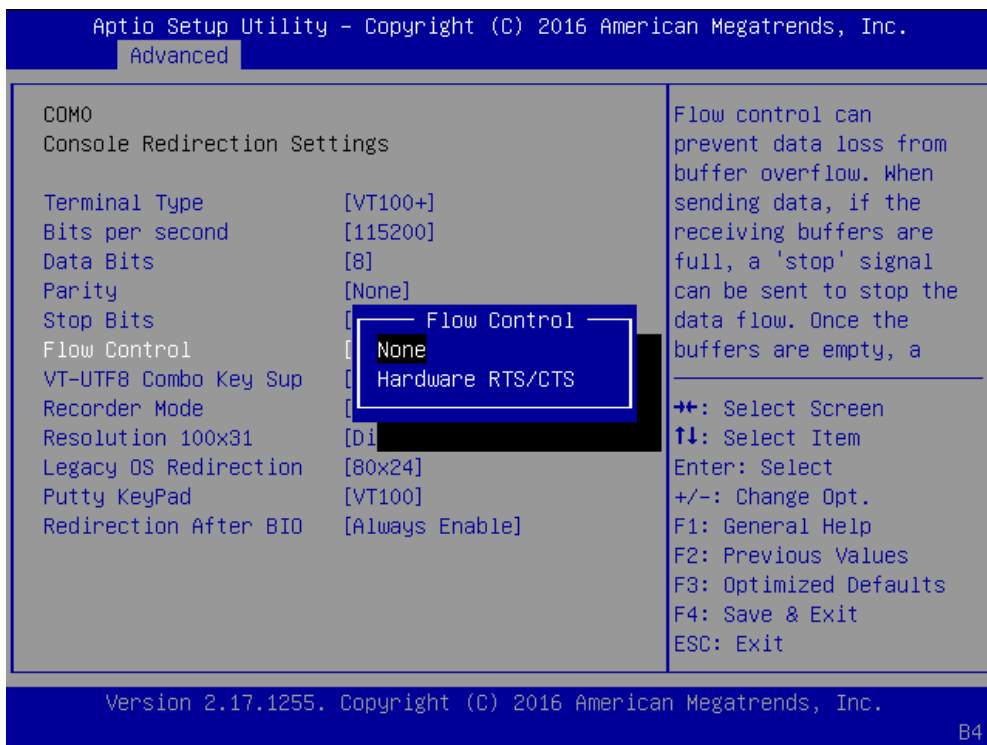 Aptio Setup Utility – Copyright (C) 2016 American Megatrends, Inc.
Advanced
COM0
Console Redirection Settings
Terminal Type [VT100+]
Bits per second [115200]
Data Bits [8]
Parity [None]
Stop Bits [
Flow Control [
VT-UTF8 Combo Key Sup [
Recorder Mode [
Resolution 100x31 [Di
Legacy OS Redirection [80x24]
Putty KeyPad [VT100]
Redirection After BIO [Always Enable]
Flow Control
None
Hardware RTS/CTS
Flow control can
prevent data loss from
buffer overflow. When
sending data, if the
receiving buffers are
full, a 'stop' signal
can be sent to stop the
data flow. Once the
buffers are empty, a
→←: Select Screen
↑↓: Select Item
Enter: Select
+/-: Change Opt.
F1: General Help
F2: Previous Values
F3: Optimized Defaults
F4: Save & Exit
ESC: Exit
Version 2.17.1255. Copyright (C) 2016 American Megatrends, Inc.
B4